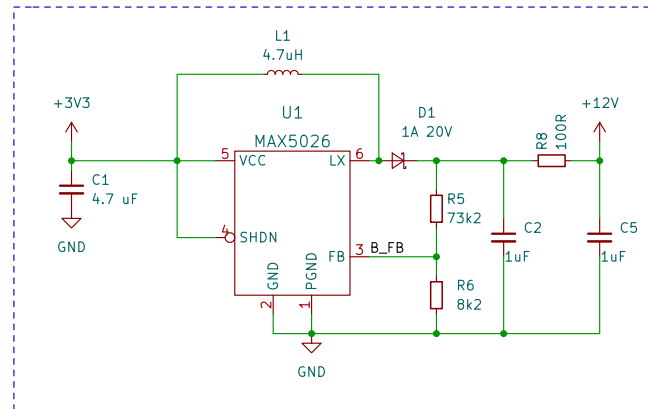 L1
4.7uH
+3V3
U1
MAX5026
D1
1A 20V
R8
100R
+12V
5
VCC
LX
6
C1
4.7 uF
GND
4
SHDN
R5
73k2
FB
3
B_FB
C2
1uF
C5
1uF
R6
8k2
GND
PGND
2
1
GND